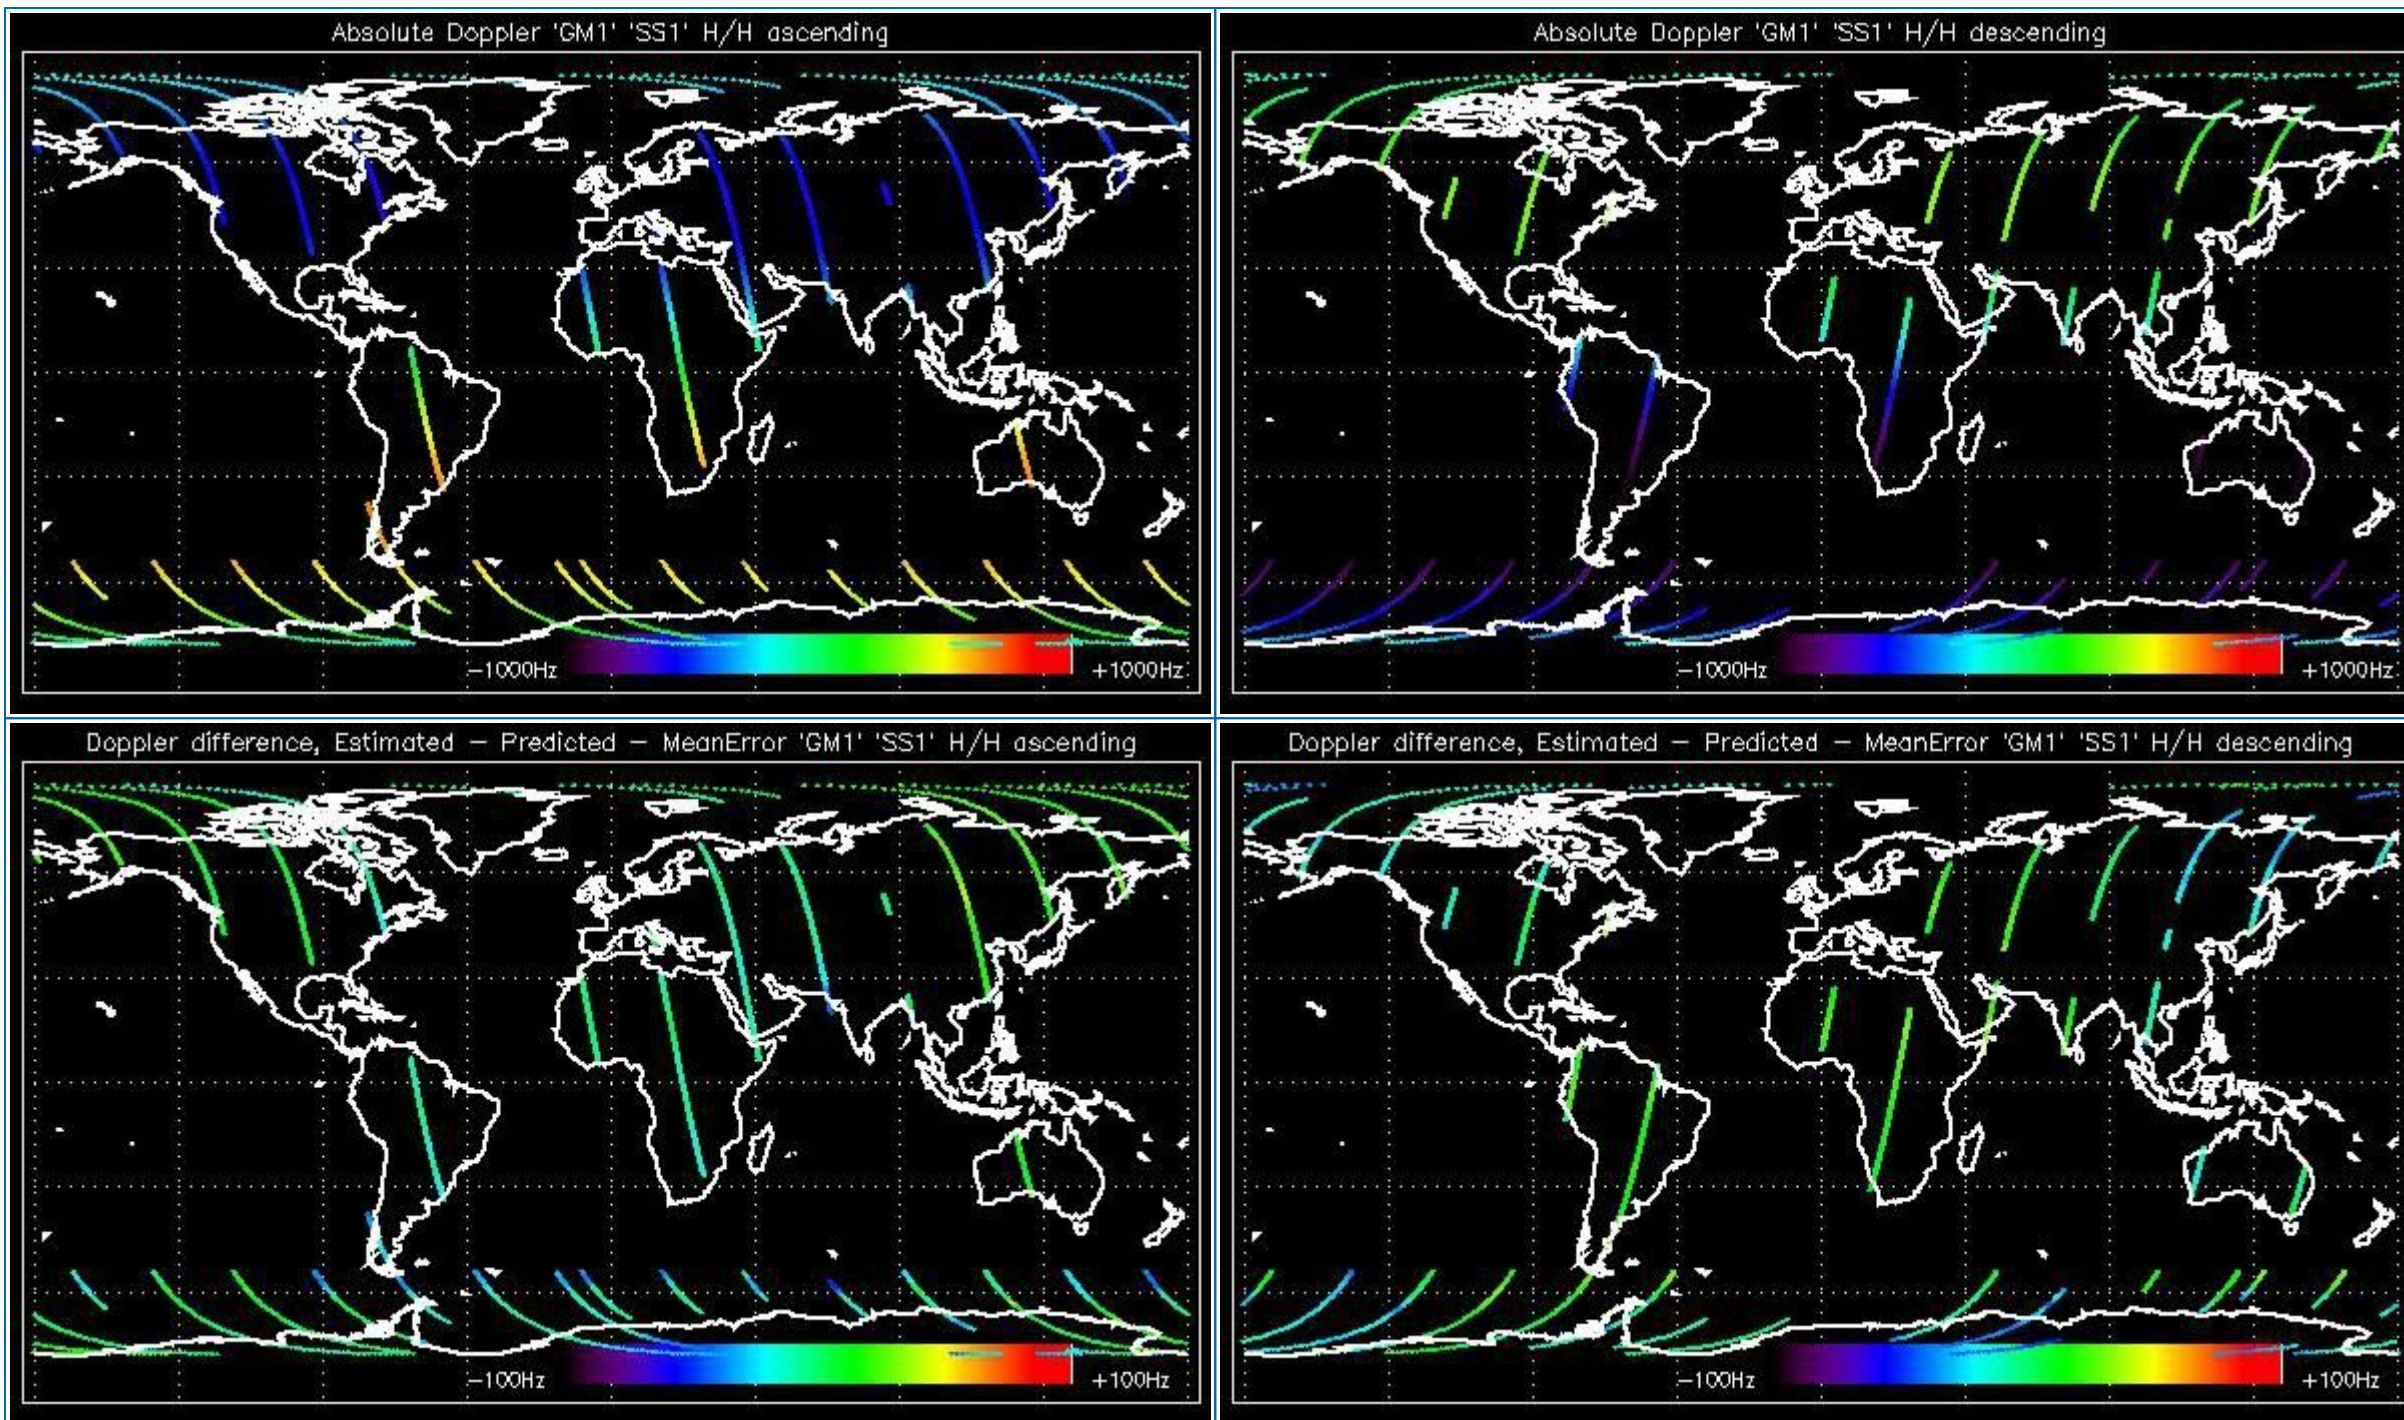 Absolute Doppler 'GM1' 'SS1' H/H ascending
−1000Hz
+1000Hz
Absolute Doppler 'GM1' 'SS1' H/H descending
−1000Hz
+1000Hz
Doppler difference, Estimated − Predicted − MeanError 'GM1' 'SS1' H/H ascending
−100Hz
+100Hz
Doppler difference, Estimated − Predicted − MeanError 'GM1' 'SS1' H/H descending
−100Hz
+100Hz